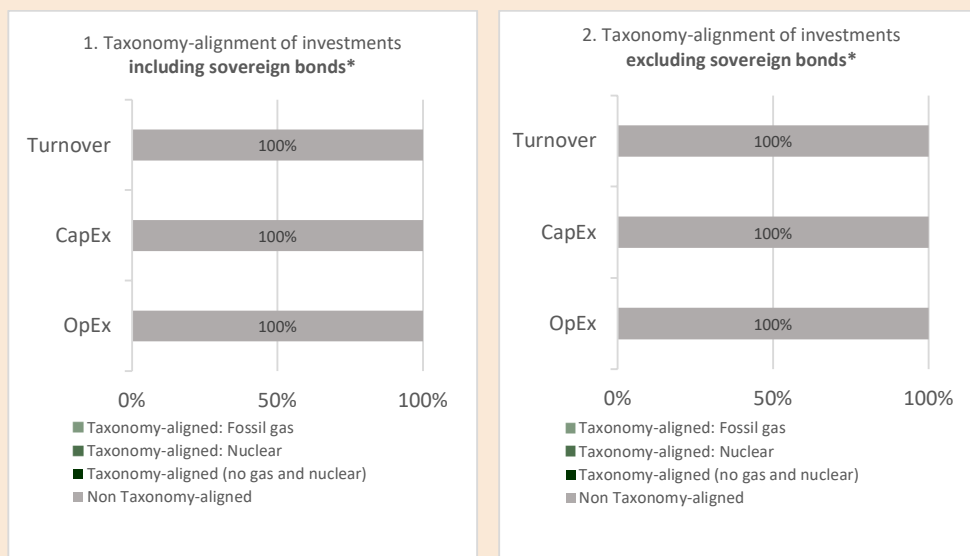 1. Taxonomy-alignment of investments
including sovereign bonds*
Turnover
100%
CapEx
100%
OpEx
100%
0%
50%
100%
Taxonomy-aligned: Fossil gas
Taxonomy-aligned: Nuclear
Taxonomy-aligned (no gas and nuclear)
Non Taxonomy-aligned
2. Taxonomy-alignment of investments
excluding sovereign bonds*
Turnover
100%
CapEx
100%
OpEx
100%
0%
50%
100%
Taxonomy-aligned: Fossil gas
Taxonomy-aligned: Nuclear
Taxonomy-aligned (no gas and nuclear)
Non Taxonomy-aligned